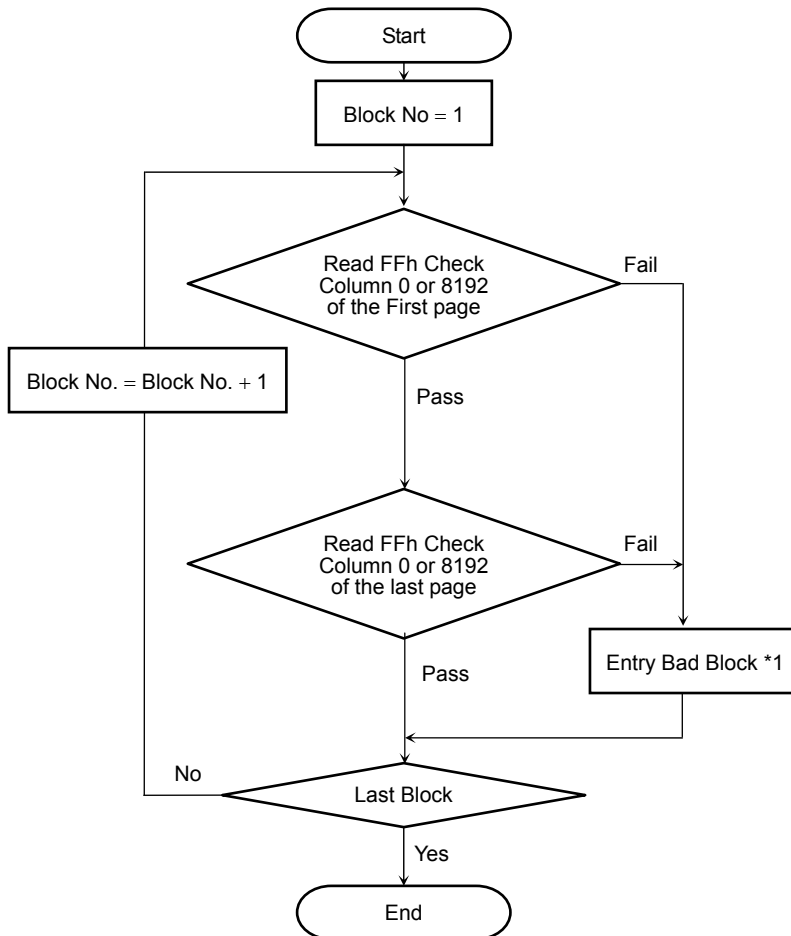 Start
Block No = 1
Read FFh Check
Column 0 or 8192
of the First page
Fail
Block No. = Block No. + 1
Pass
Read FFh Check
Column 0 or 8192
of the last page
Fail
Entry Bad Block *1
Pass
No
Last Block
Yes
End